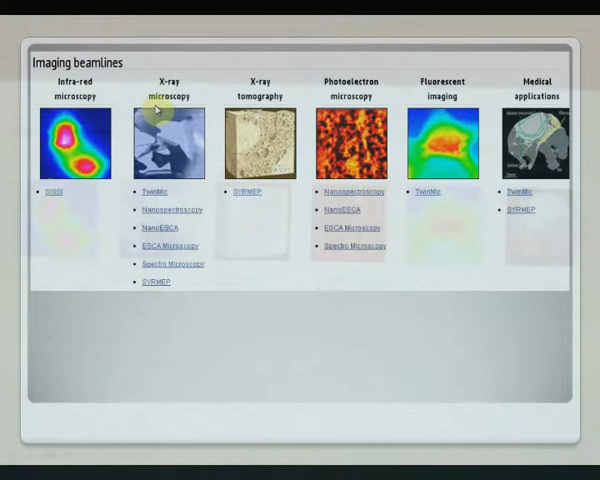 Imaging beamlines
Infra-red microscopy
SISSI
X-ray microscopy
TwinMic
Nanospectroscopy
NanoESCA
ESCA Microscopy
Spectro Microscopy
SYRMEP
X-ray tomography
SYRMEP
Photoelectron microscopy
Nanospectroscopy
NanoESCA
ESCA Microscopy
Spectro Microscopy
Fluorescent imaging
TwinMic
Medical applications
TwinMic
SYRMEP